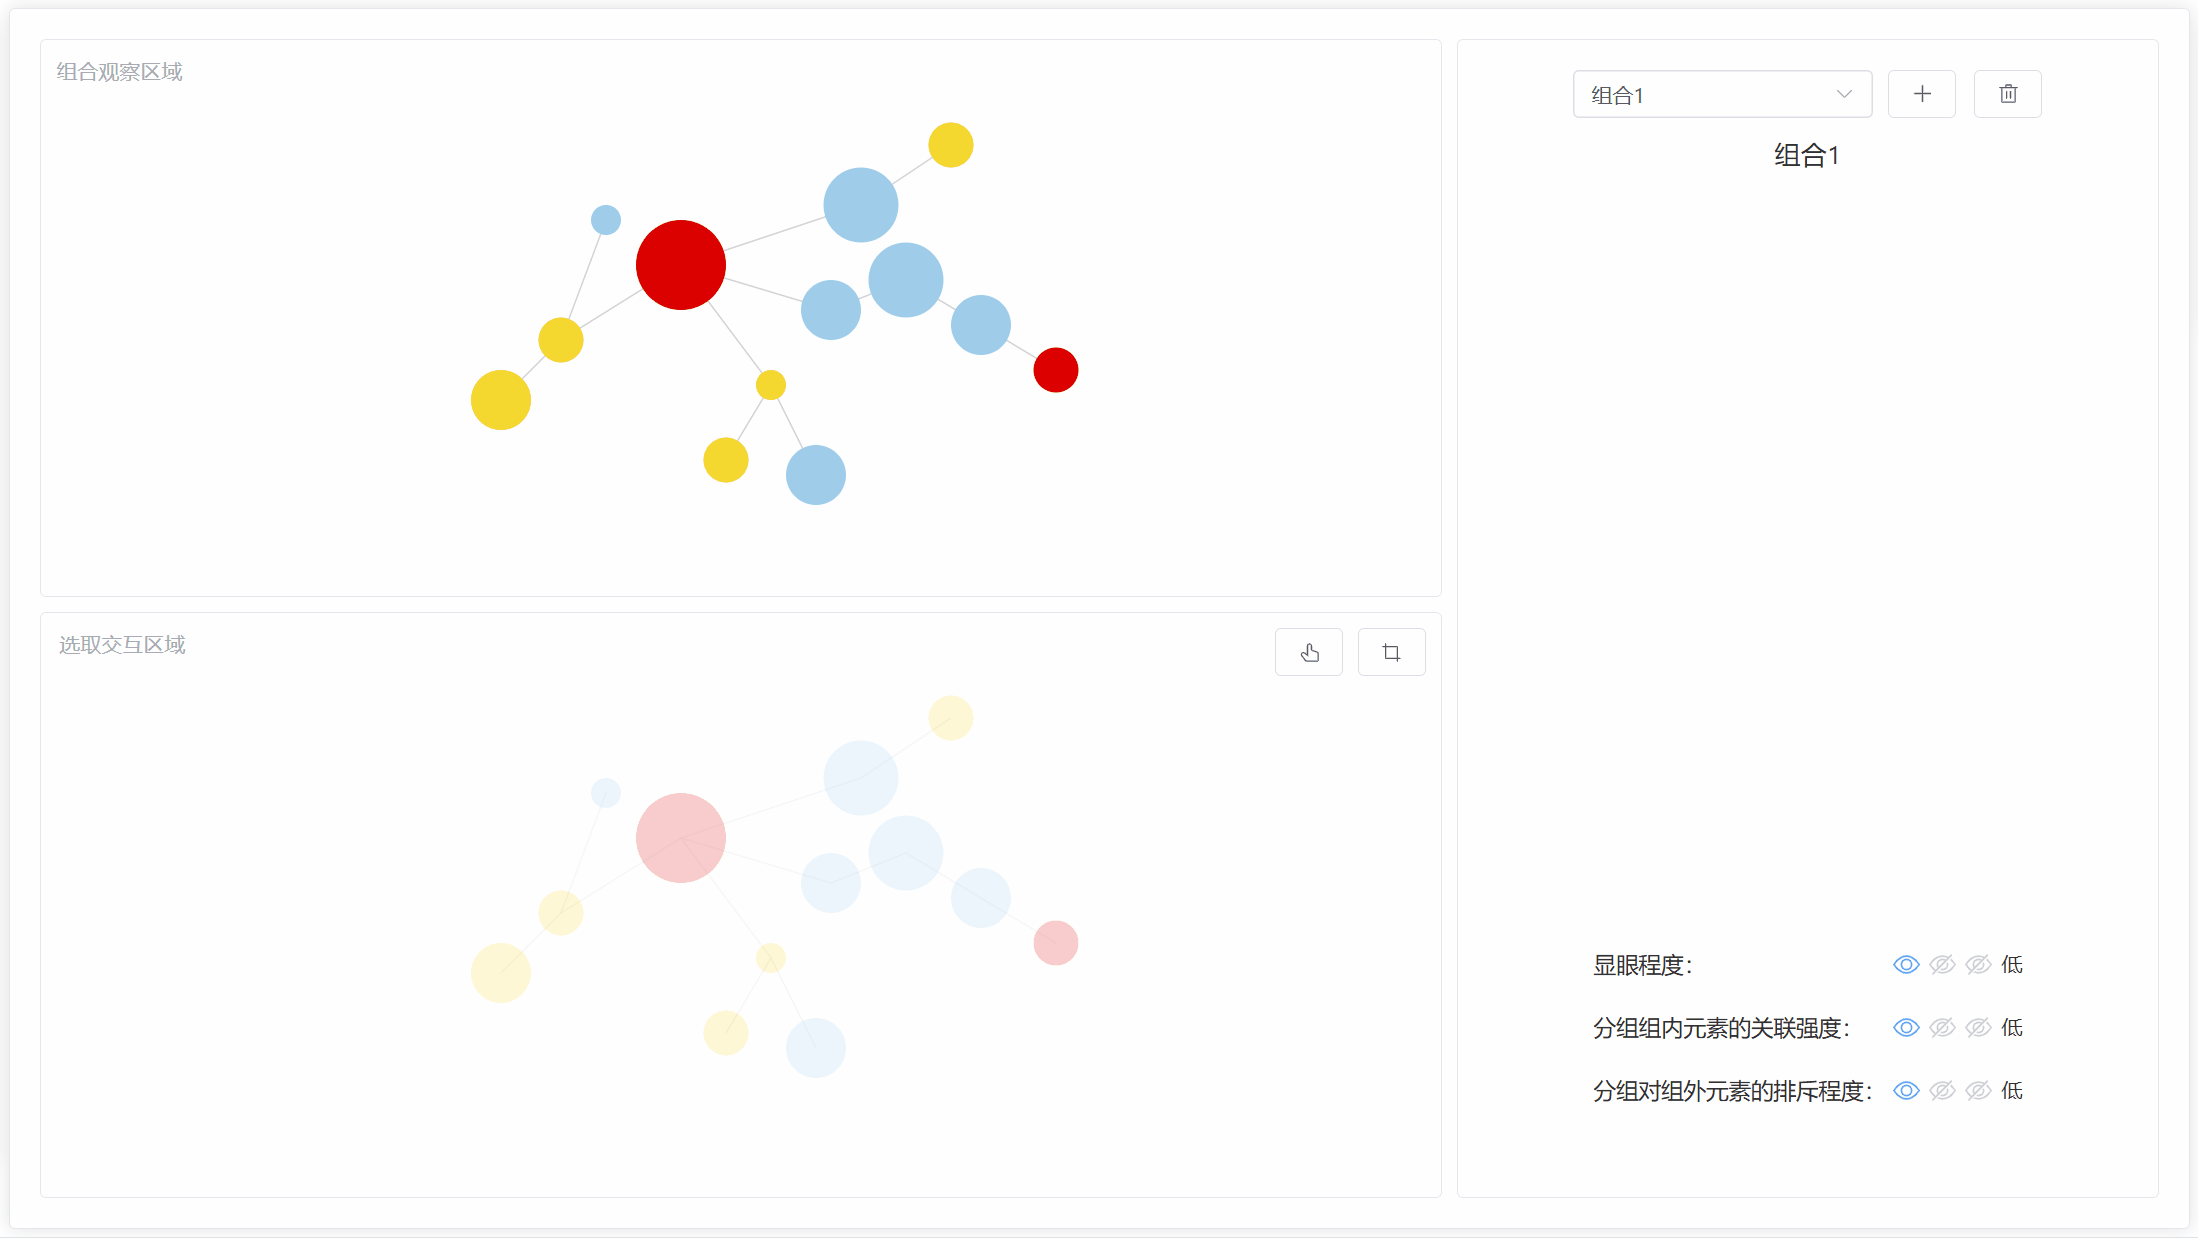 组合观察区域
组合1
组合1
选取交互区域
显眼程度： 低
分组组内元素的关联强度： 低
分组对组外元素的排斥程度： 低